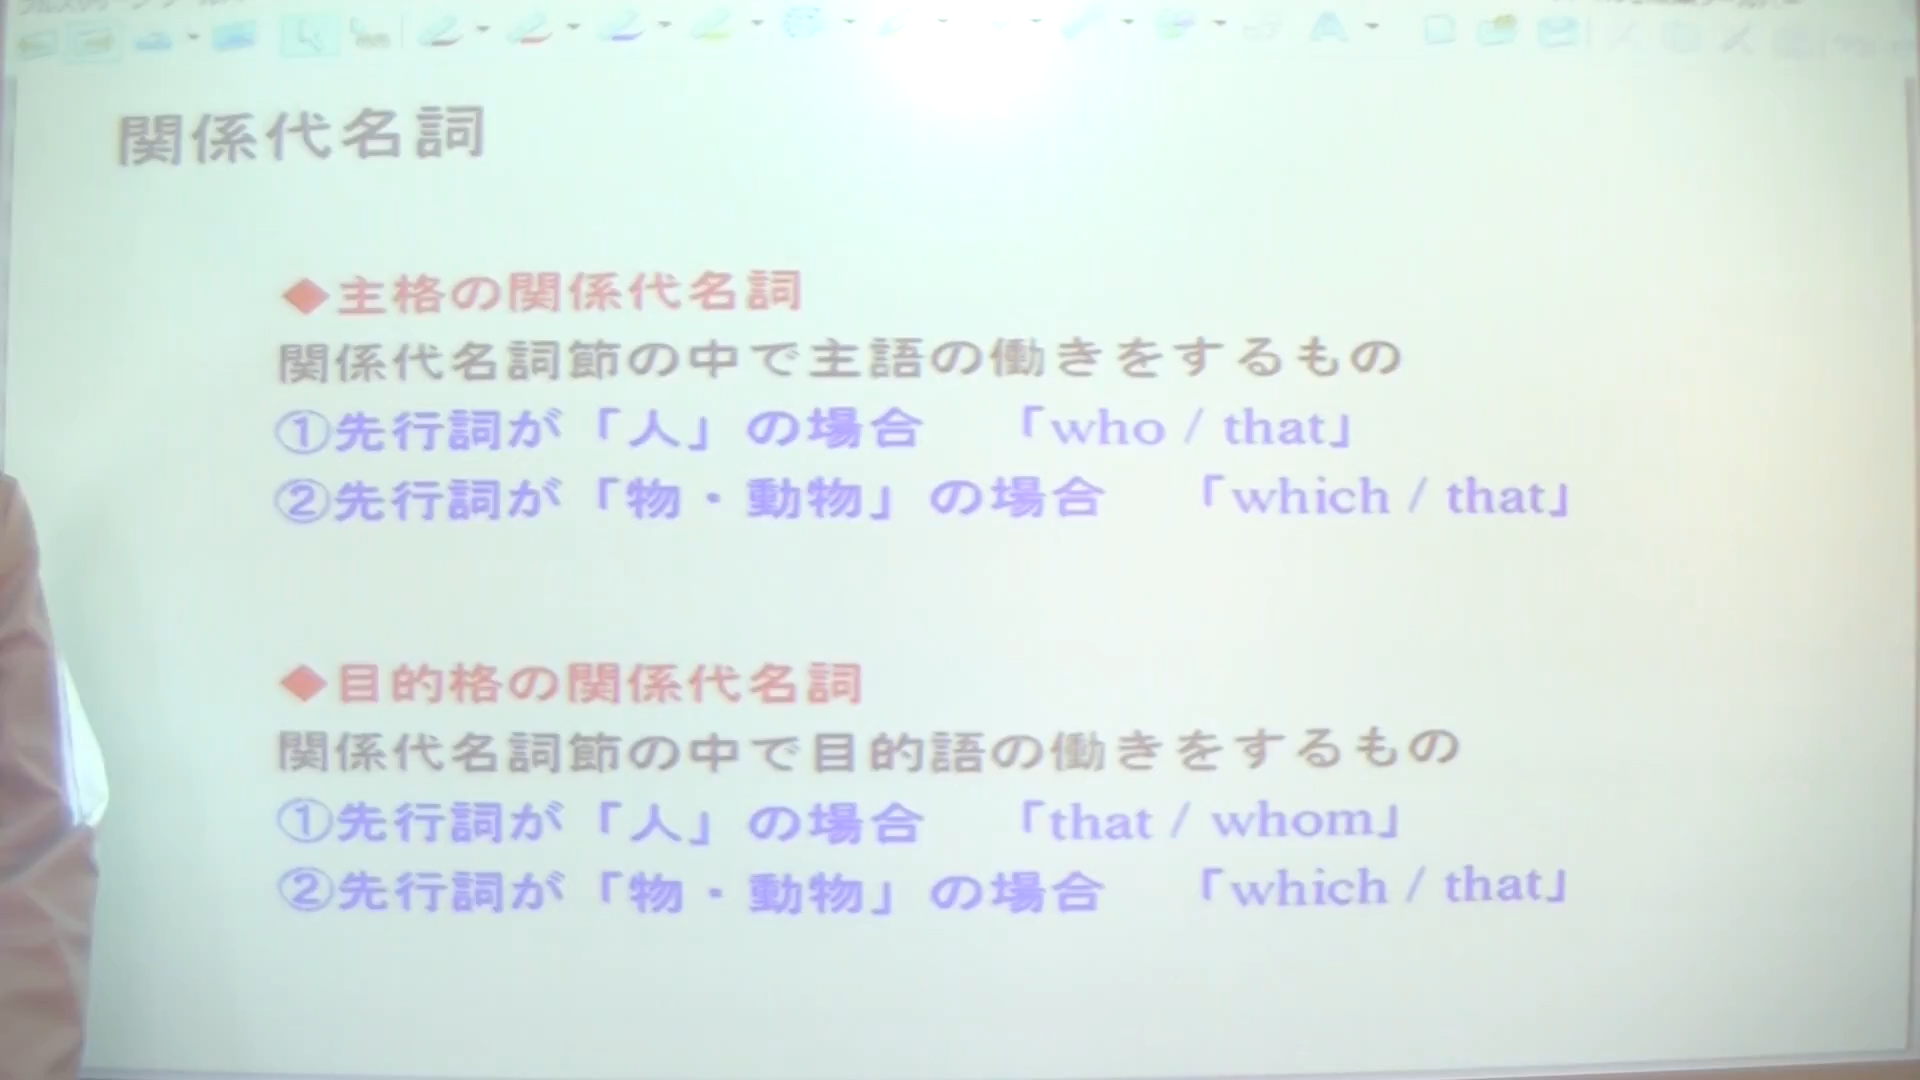 関係代名詞
◆主格の関係代名詞
関係代名詞節の中で主語の働きをするもの
①先行詞が「人」の場合 「who / that」
②先行詞が「物・動物」の場合 「which / that」
◆目的格の関係代名詞
関係代名詞節の中で目的語の働きをするもの
①先行詞が「人」の場合 「that / whom」
②先行詞が「物・動物」の場合 「which / that」